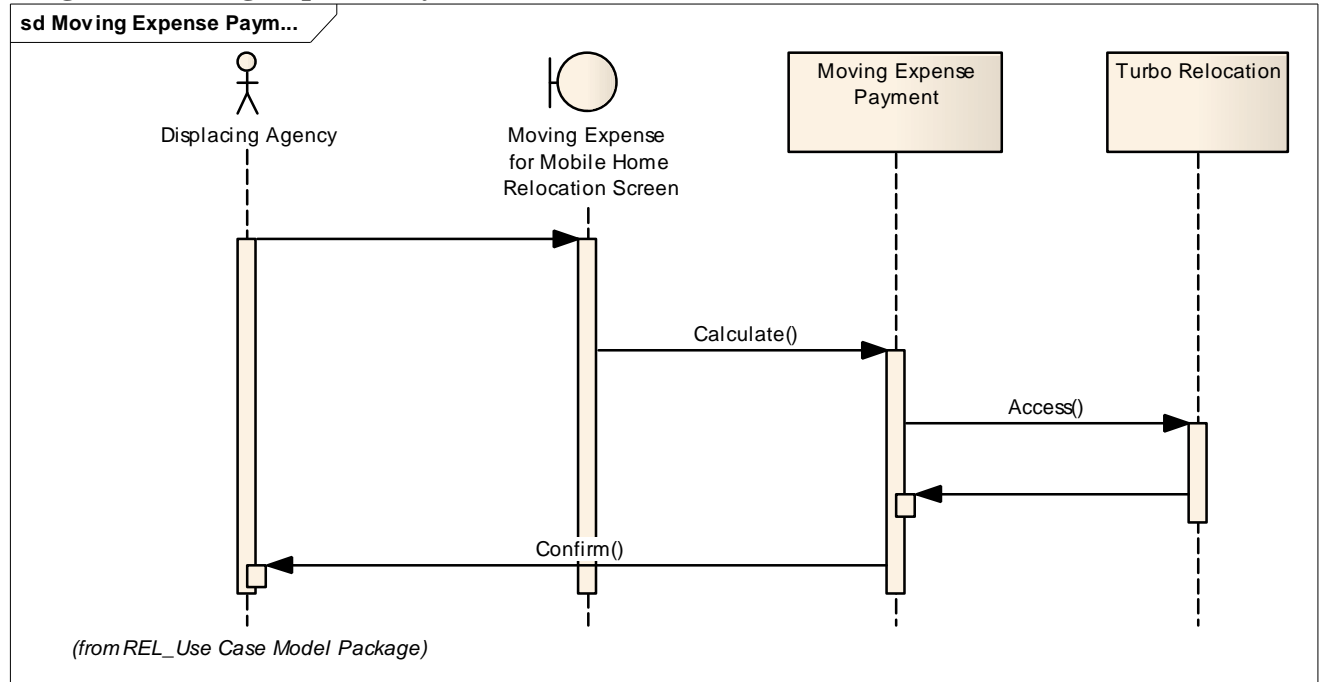 sd Moving Expense Paym...
Displacing Agency
Moving Expense
for Mobile Home
Relocation Screen
Moving Expense
Payment
Turbo Relocation
Calculate()
Access()
Confirm()
(from REL_Use Case Model Package)